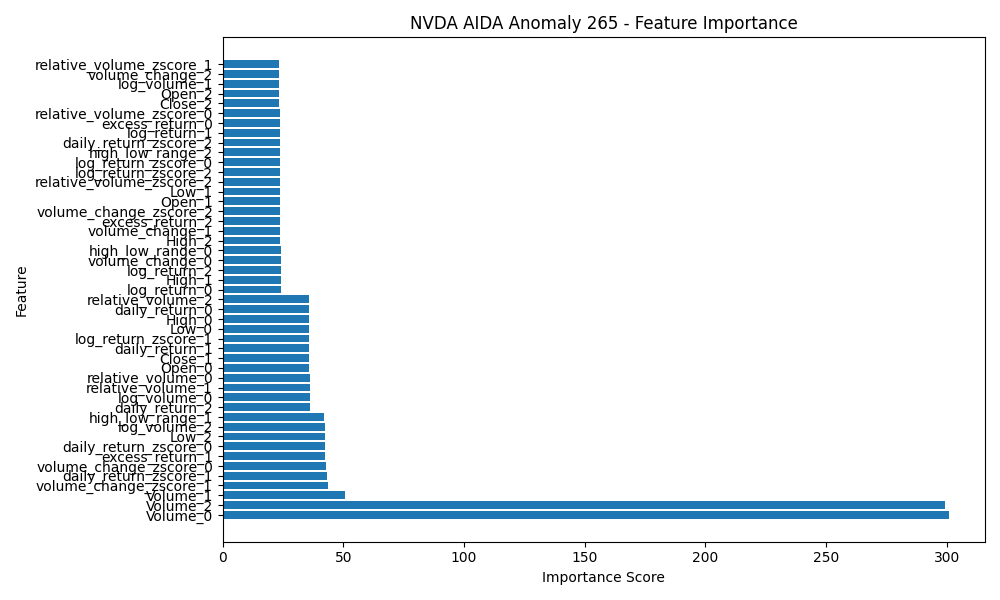 NVDA AIDA Anomaly 265 - Feature Importance
relative_volume_zscore_1
volume_change_2
log_volume_1
Open_2
Close_2
relative_volume_zscore_0
excess_return_0
log_return_1
daily_return_zscore_2
high_low_range_2
log_return_zscore_0
log_return_zscore_2
relative_volume_zscore_2
Low_1
Open_1
volume_change_zscore_2
excess_return_2
volume_change_1
High_2
high_low_range_0
volume_change_0
log_return_2
High_1
log_return_0
relative_volume_2
daily_return_0
High_0
Low_0
log_return_zscore_1
daily_return_1
Close_1
Open_0
relative_volume_0
relative_volume_1
log_volume_0
daily_return_2
high_low_range_1
log_volume_2
Low_2
daily_return_zscore_0
excess_return_1
volume_change_zscore_0
daily_return_zscore_1
volume_change_zscore_1
Volume_1
Volume_2
Volume_0
Feature
0 50 100 150 200 250 300
Importance Score